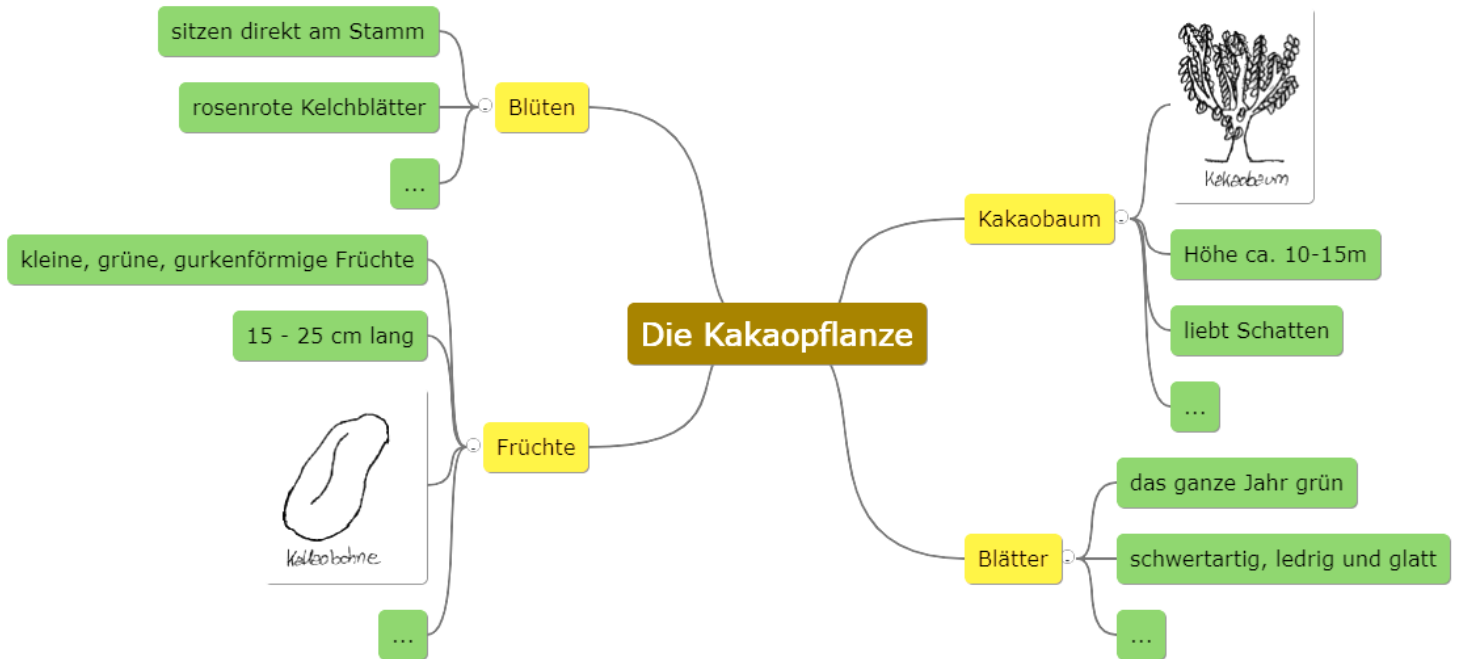 Die Kakaopflanze
Blüten
sitzen direkt am Stamm
rosenrote Kelchblätter
...
Früchte
kleine, grüne, gurkenförmige Früchte
15 - 25 cm lang
Kakaobohne
...
Kakaobaum
Kakaobaum
Höhe ca. 10-15m
liebt Schatten
...
Blätter
das ganze Jahr grün
schwertartig, ledrig und glatt
...